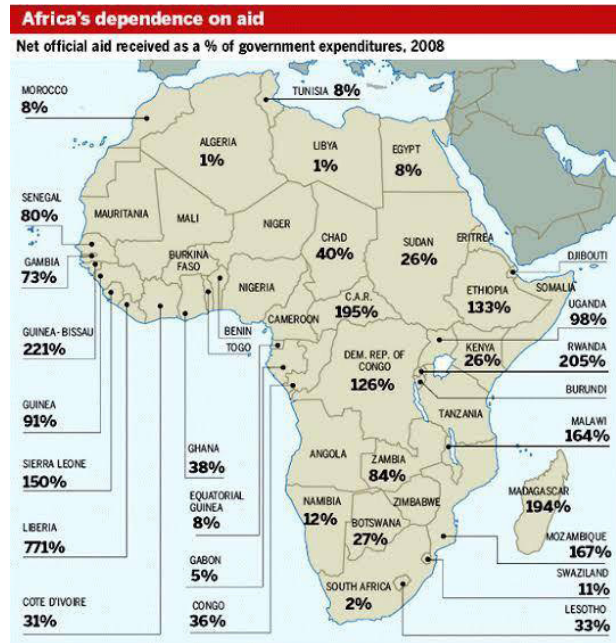 Africa's dependence on aid
Net official aid received as a % of government expenditures, 2008
MOROCCO
8%
TUNISIA 8%
ALGERIA
1%
LIBYA
1%
EGYPT
8%
SENEGAL
80%
MAURITANIA
MALI
NIGER
CHAD
40%
SUDAN
26%
ERITREA
DJIBOUTI
GAMBIA
73%
BURKINA
FASO
NIGERIA
ETHIOPIA
133%
SOMALIA
UGANDA
98%
C.A.R.
195%
CAMEROON
GUINEA-BISSAU
221%
BENIN
TOGO
DEM. REP. OF
CONGO
126%
KENYA
26%
RWANDA
205%
BURUNDI
GUINEA
91%
TANZANIA
MALAWI
164%
GHANA
38%
ANGOLA
ZAMBIA
84%
SIERRA LEONE
150%
EQUATORIAL
GUINEA
8%
NAMIBIA
12%
ZIMBABWE
MADAGASCAR
194%
LIBERIA
771%
BOTSWANA
27%
MOZAMBIQUE
167%
GABON
5%
SWAZILAND
11%
SOUTH AFRICA
2%
COTE D'IVOIRE
31%
CONGO
36%
LESOTHO
33%